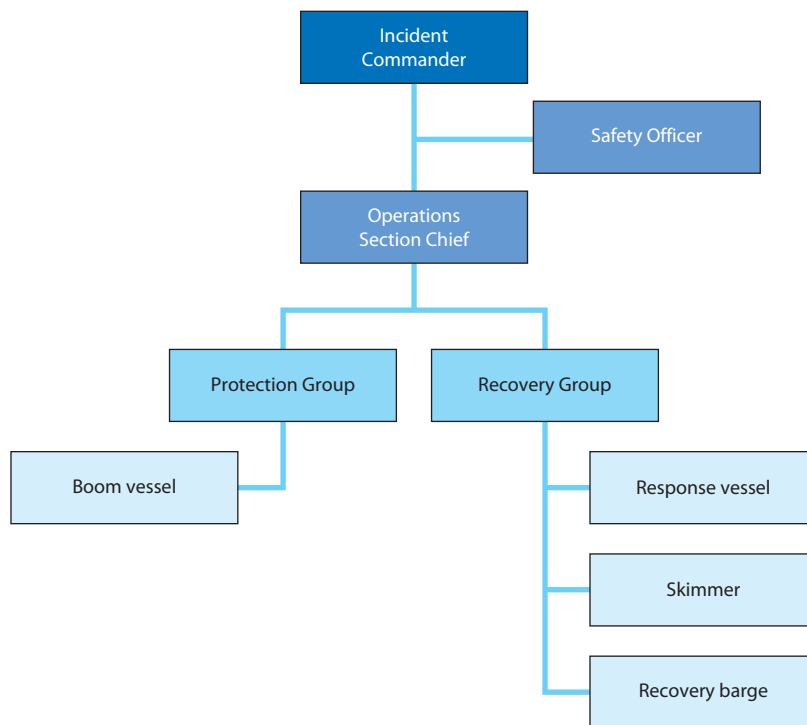 Incident
Commander
Safety Officer
Operations
Section Chief
Protection Group
Recovery Group
Boom vessel
Response vessel
Skimmer
Recovery barge